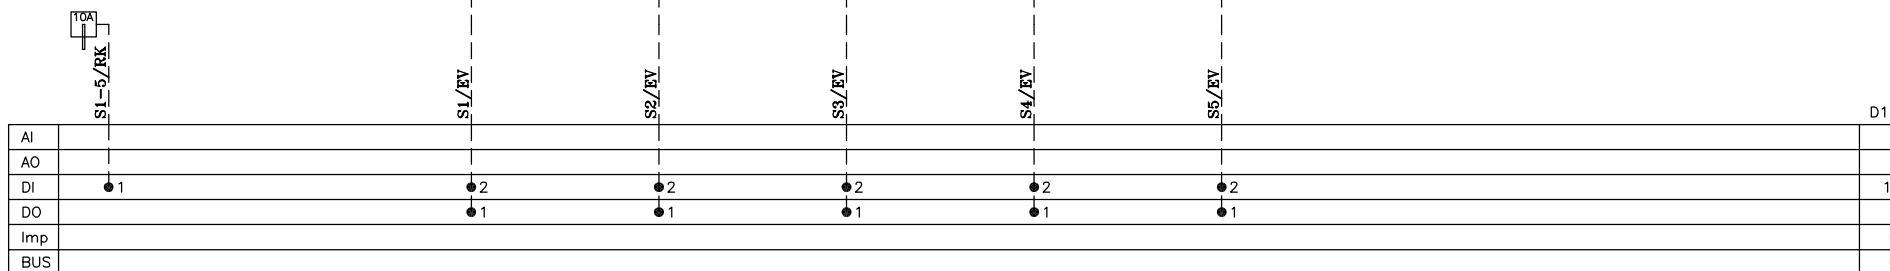 10A
S1-5/RK
S1/EV
S2/EV
S3/EV
S4/EV
S5/EV
D1
AI
AO
DI 1 2 2 2 2 2 1
DO 1 1 1 1 1
Imp
BUS